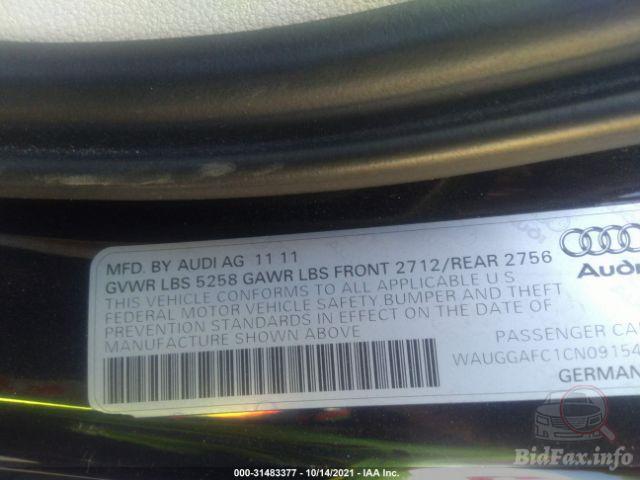 MFD. BY AUDI AG 11 11
GVWR LBS 5258 GAWR LBS FRONT 2712/REAR 2756
THIS VEHICLE CONFORMS TO ALL APPLICABLE U S
FEDERAL MOTOR VEHICLE SAFETY BUMPER AND THEFT
PREVENTION STANDARDS IN EFFECT ON THE DATE OF
MANUFACTURE SHOWN ABOVE
Audi
PASSENGER CA
WAUGGAFC1CN09154
GERMAN
BidFax.info
000-31483377 - 10/14/2021 - IAA Inc.